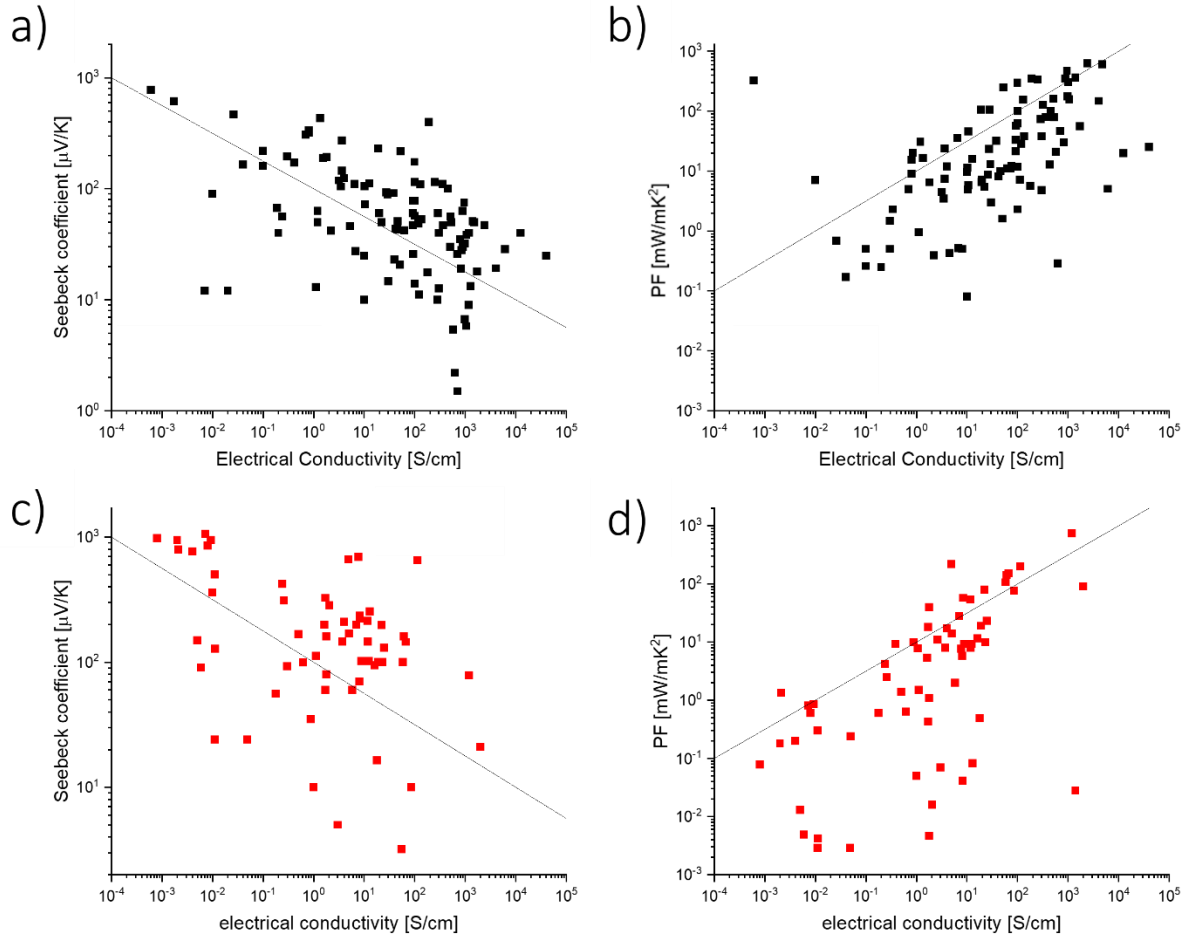 a)
Seebeck coefficient [μV/K]
10³
10²
10¹
10⁰
10⁻⁴ 10⁻³ 10⁻² 10⁻¹ 10⁰ 10¹ 10² 10³ 10⁴ 10⁵
Electrical Conductivity [S/cm]
b)
PF [mW/mK²]
10³
10²
10¹
10⁰
10⁻¹
10⁻²
10⁻³
10⁻⁴ 10⁻³ 10⁻² 10⁻¹ 10⁰ 10¹ 10² 10³ 10⁴ 10⁵
Electrical Conductivity [S/cm]
c)
Seebeck coefficient [μV/K]
10³
10²
10¹
10⁻⁴ 10⁻³ 10⁻² 10⁻¹ 10⁰ 10¹ 10² 10³ 10⁴ 10⁵
electrical conductivity [S/cm]
d)
PF [mW/mK²]
10³
10²
10¹
10⁰
10⁻¹
10⁻²
10⁻³
10⁻⁴ 10⁻³ 10⁻² 10⁻¹ 10⁰ 10¹ 10² 10³ 10⁴ 10⁵
electrical conductivity [S/cm]